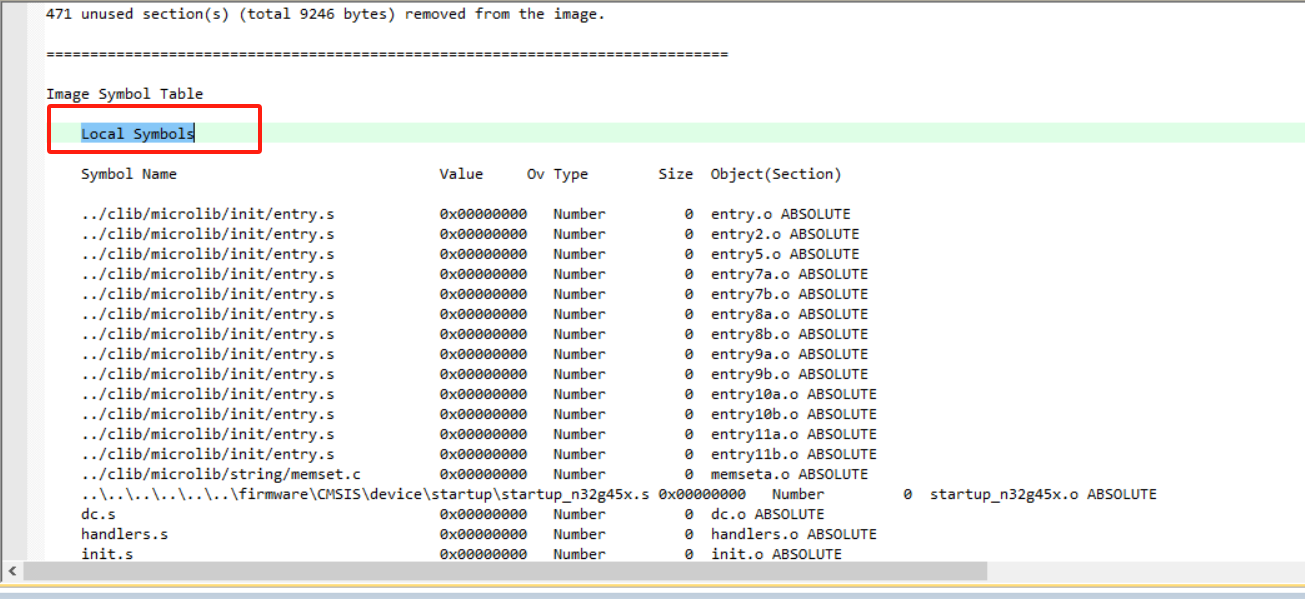 471 unused section(s) (total 9246 bytes) removed from the image.
==============================================================================
Image Symbol Table
Local Symbols
Symbol Name Value Ov Type Size Object(Section)
../clib/microlib/init/entry.s 0x00000000 Number 0 entry.o ABSOLUTE
../clib/microlib/init/entry.s 0x00000000 Number 0 entry2.o ABSOLUTE
../clib/microlib/init/entry.s 0x00000000 Number 0 entry5.o ABSOLUTE
../clib/microlib/init/entry.s 0x00000000 Number 0 entry7a.o ABSOLUTE
../clib/microlib/init/entry.s 0x00000000 Number 0 entry7b.o ABSOLUTE
../clib/microlib/init/entry.s 0x00000000 Number 0 entry8a.o ABSOLUTE
../clib/microlib/init/entry.s 0x00000000 Number 0 entry8b.o ABSOLUTE
../clib/microlib/init/entry.s 0x00000000 Number 0 entry9a.o ABSOLUTE
../clib/microlib/init/entry.s 0x00000000 Number 0 entry9b.o ABSOLUTE
../clib/microlib/init/entry.s 0x00000000 Number 0 entry10a.o ABSOLUTE
../clib/microlib/init/entry.s 0x00000000 Number 0 entry10b.o ABSOLUTE
../clib/microlib/init/entry.s 0x00000000 Number 0 entry11a.o ABSOLUTE
../clib/microlib/init/entry.s 0x00000000 Number 0 entry11b.o ABSOLUTE
../clib/microlib/string/memset.c 0x00000000 Number 0 memseta.o ABSOLUTE
..\..\..\..\..\..\firmware\CMSIS\device\startup\startup_n32g45x.s 0x00000000 Number 0 startup_n32g45x.o ABSOLUTE
dc.s 0x00000000 Number 0 dc.o ABSOLUTE
handlers.s 0x00000000 Number 0 handlers.o ABSOLUTE
init.s 0x00000000 Number 0 init.o ABSOLUTE